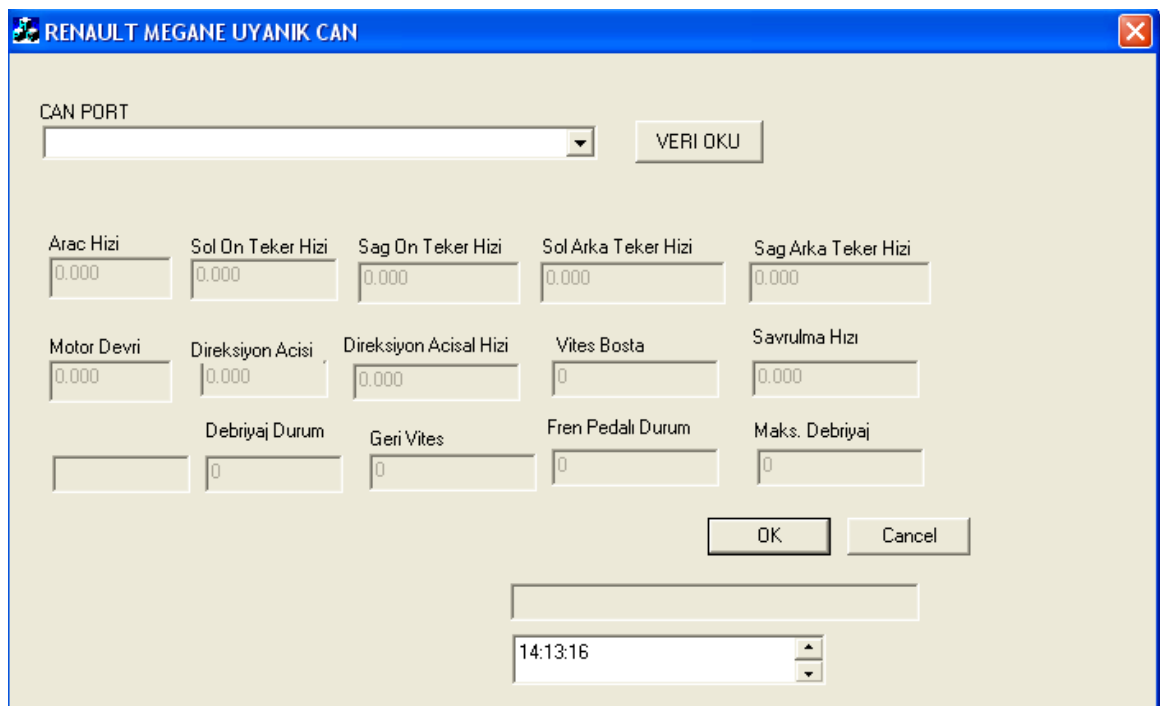 RENAULT MEGANE UYANIK CAN
CAN PORT
VERI OKU
Arac Hizi Sol On Teker Hizi Sag On Teker Hizi Sol Arka Teker Hizi Sag Arka Teker Hizi
0.000 0.000 0.000 0.000 0.000
Motor Devri Direksiyon Acisi Direksiyon Acisal Hizi Vites Bosta Savrulma Hızı
0.000 0.000 0.000 0 0.000
Debriyaj Durum Geri Vites Fren Pedalı Durum Maks. Debriyaj
0 0 0 0
OK Cancel
14:13:16